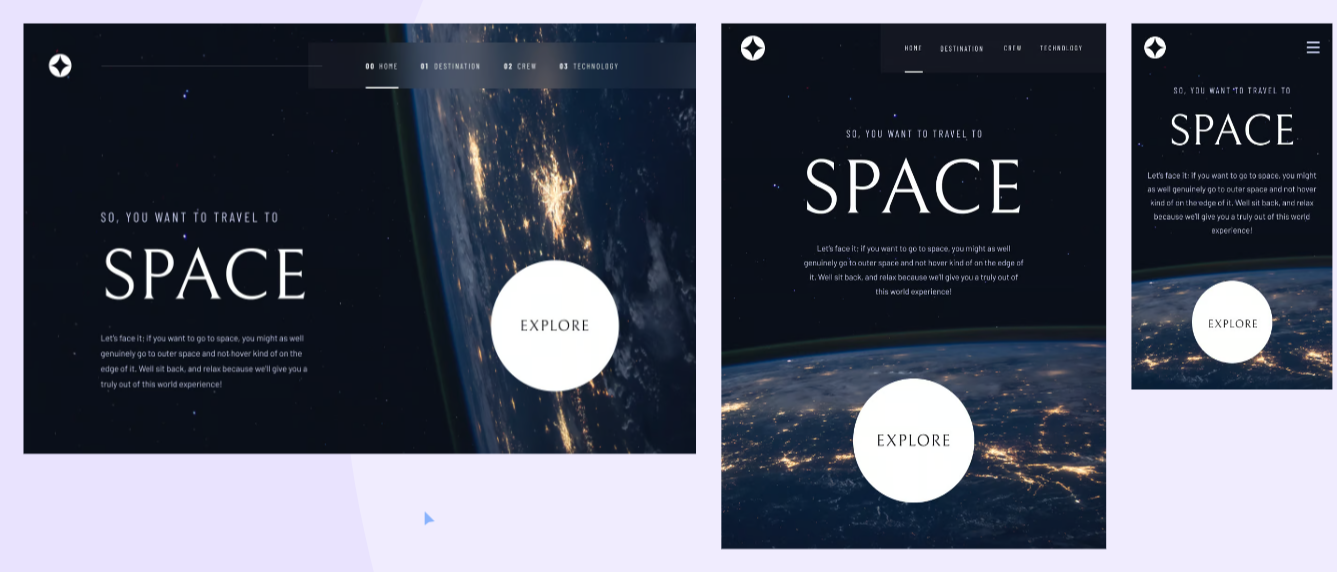 00 HOME 01 DESTINATION 02 CREW 03 TECHNOLOGY
SO, YOU WANT TO TRAVEL TO
SPACE
Let's face it; if you want to go to space, you might as well
genuinely go to outer space and not hover kind of on the
edge of it. Well sit back, and relax because we'll give you a
truly out of this world experience!
EXPLORE
HOME DESTINATION CREW TECHNOLOGY
SO, YOU WANT TO TRAVEL TO
SPACE
Let's face it; if you want to go to space, you might as well
genuinely go to outer space and not hover kind of on the edge of
it. Well sit back, and relax because we'll give you a truly out of
this world experience!
EXPLORE
SO, YOU WANT TO TRAVEL TO
SPACE
Let's face it; if you want to go to space, you might
as well genuinely go to outer space and not hover
kind of on the edge of it. Well sit back, and relax
because we'll give you a truly out of this world
experience!
EXPLORE